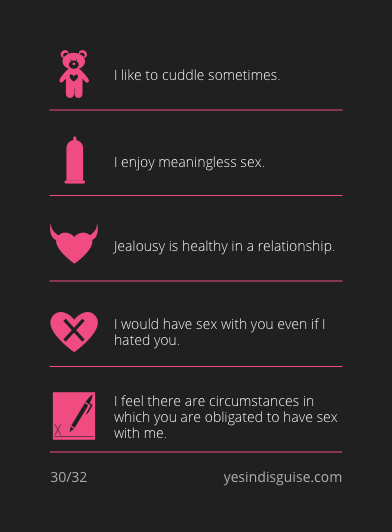 I like to cuddle sometimes.
I enjoy meaningless sex.
Jealousy is healthy in a relationship.
I would have sex with you even if I
hated you.
I feel there are circumstances in
which you are obligated to have sex
with me.
X
30/32 yesindisguise.com